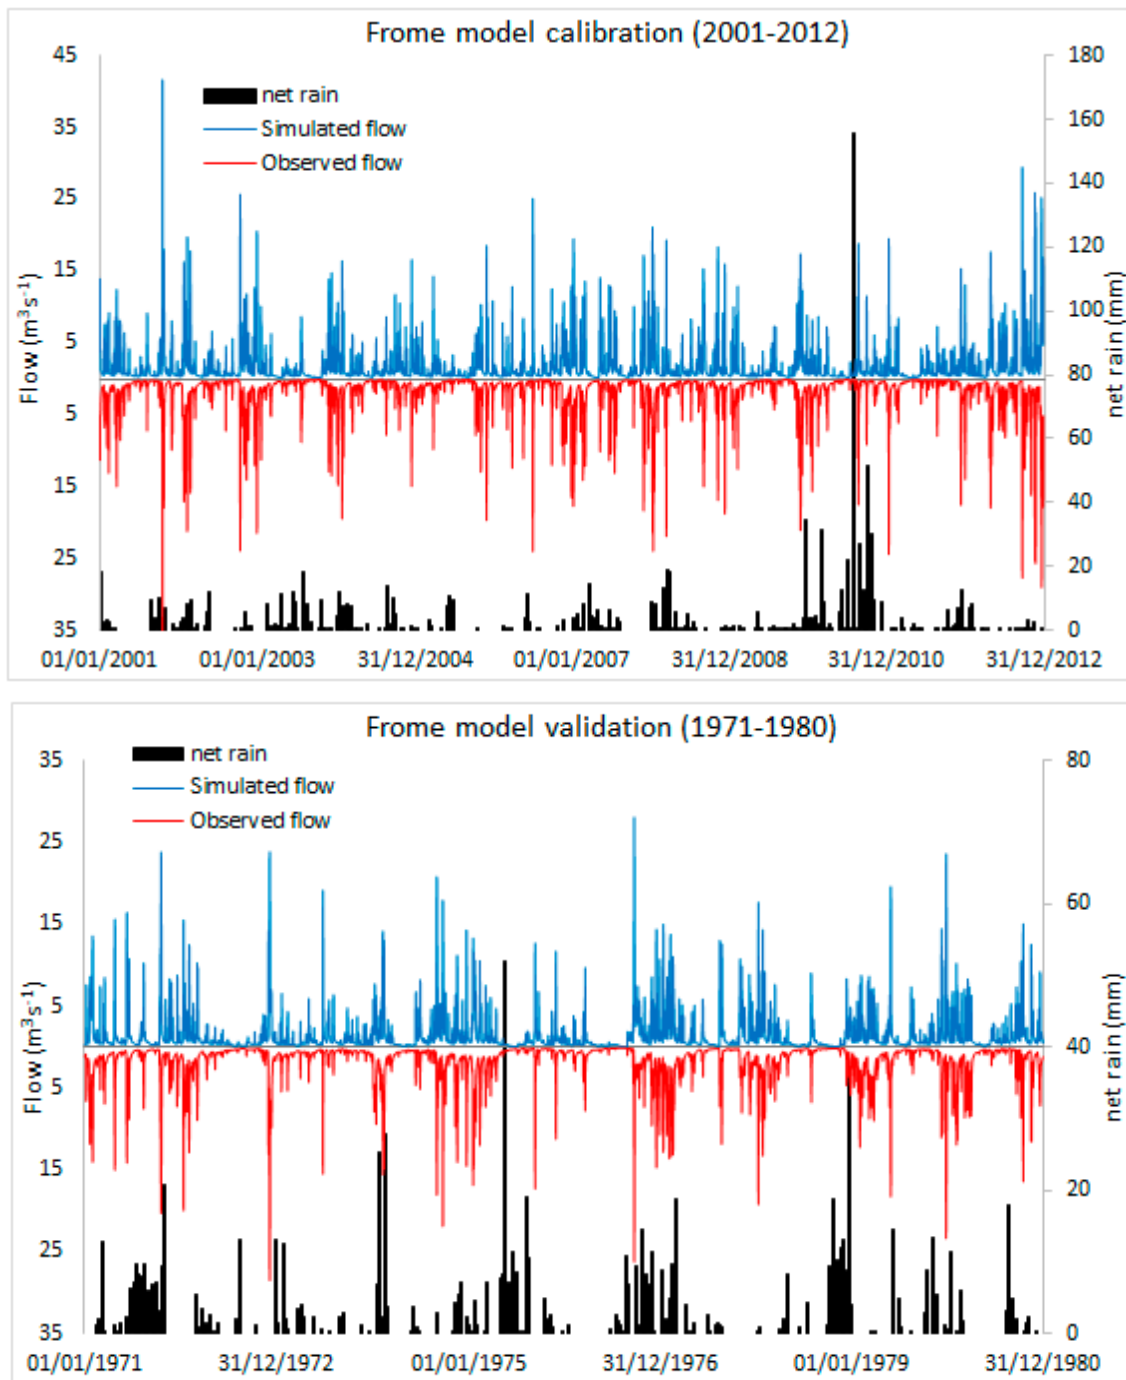 Frome model calibration (2001-2012)
net rain
Simulated flow
Observed flow
45
35
25
15
5
5
15
25
35
Flow (m³s⁻¹)
180
160
140
120
100
80
60
40
20
0
net rain (mm)
01/01/2001 01/01/2003 31/12/2004 01/01/2007 31/12/2008 31/12/2010 31/12/2012
Frome model validation (1971-1980)
net rain
Simulated flow
Observed flow
35
25
15
5
5
15
25
35
Flow (m³s⁻¹)
80
60
40
20
0
net rain (mm)
01/01/1971 31/12/1972 01/01/1975 31/12/1976 01/01/1979 31/12/1980